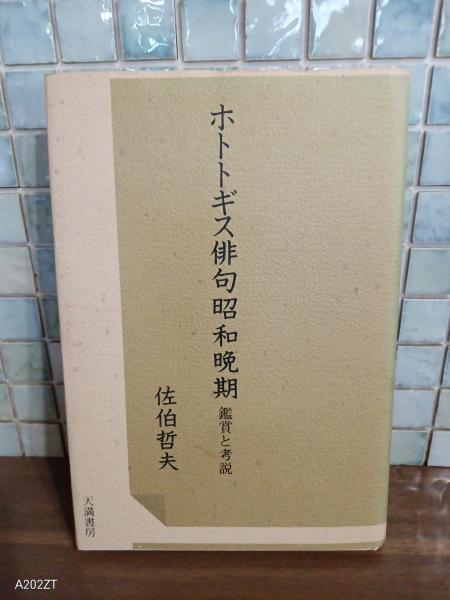 ホトトギス俳句昭和晩期
鑑賞と考説
佐伯哲夫
天満書房
A202ZT